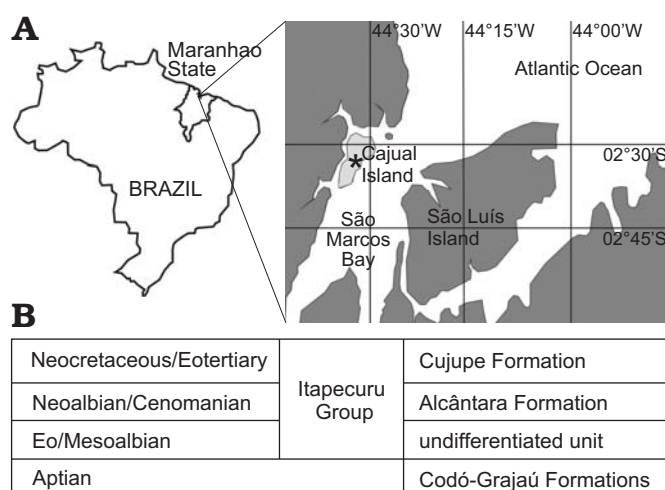 A
Maranhao
State
BRAZIL
44°30'W 44°15'W 44°00'W
Atlantic Ocean
Cajual
Island
02°30'S
São
Marcos
Bay
São Luís
Island
02°45'S
B
Neocretaceous/Eotertiary
Itapecuru
Group
Cujupe Formation
Neoalbian/Cenomanian
Alcântara Formation
Eo/Mesoalbian
undifferentiated unit
Aptian
Codó-Grajaú Formations